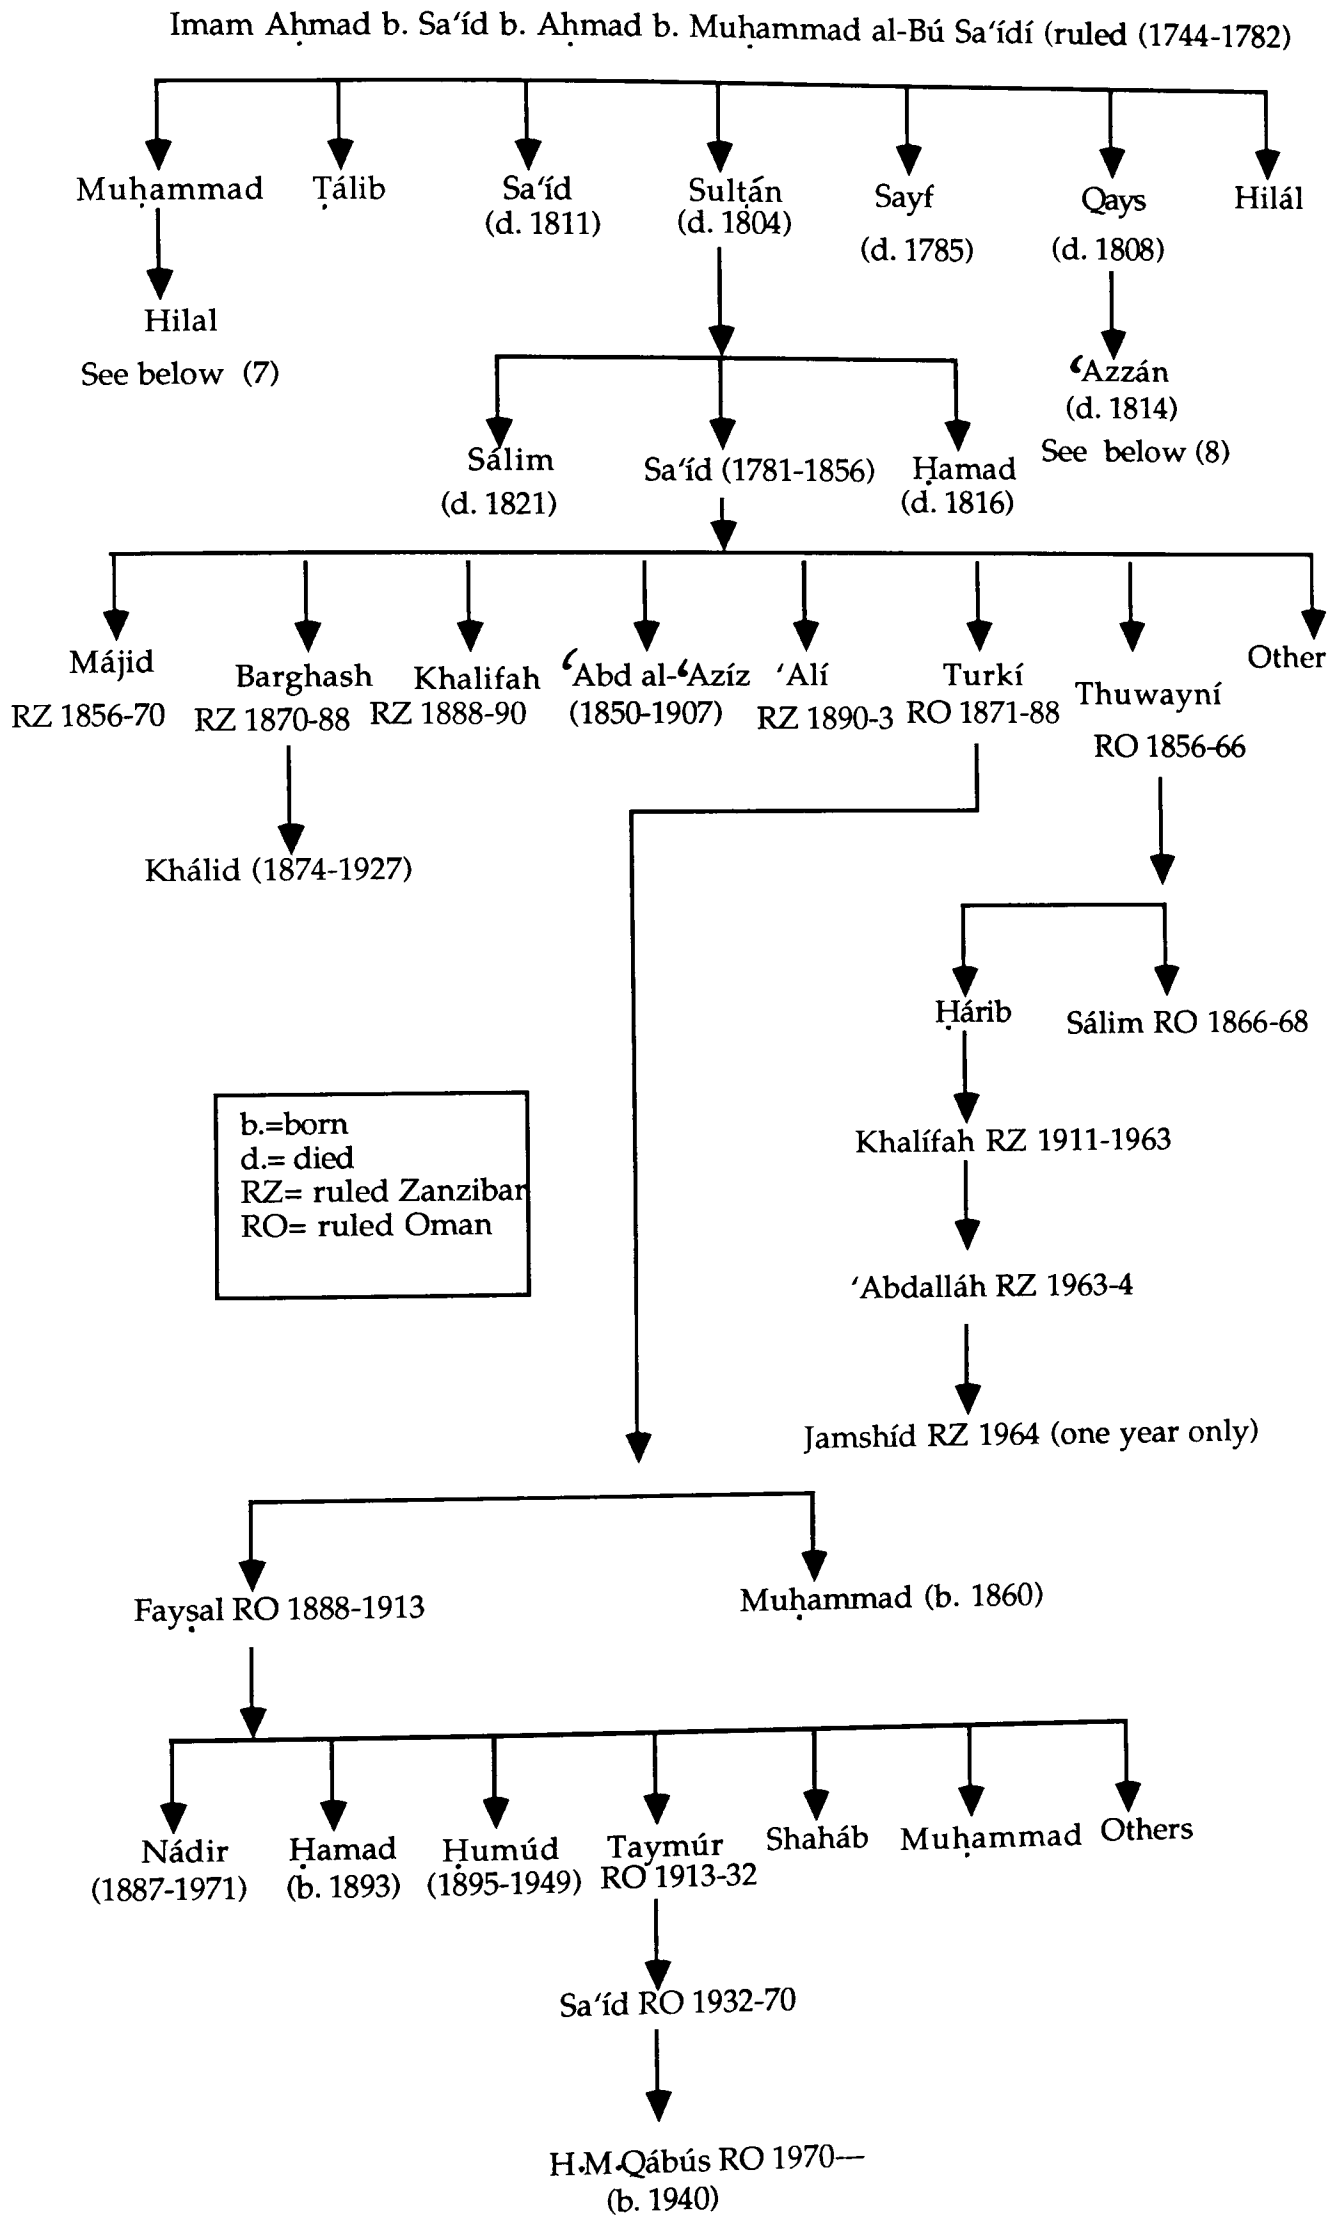 Imam Aḥmad b. Sa‘íd b. Aḥmad b. Muḥammad al-Bú Sa‘ídí (ruled (1744-1782)
Muḥammad
Ṭálib
Sa‘íd
(d. 1811)
Sulṭán
(d. 1804)
Sayf
(d. 1785)
Qays
(d. 1808)
Hilál
Hilal
See below (7)
‘Azzán
(d. 1814)
See below (8)
Sálim
(d. 1821)
Sa‘íd (1781-1856)
Ḥamad
(d. 1816)
Májid
RZ 1856-70
Barghash
RZ 1870-88
Khalifah
RZ 1888-90
‘Abd al-‘Azíz
(1850-1907)
‘Alí
RZ 1890-3
Turkí
RO 1871-88
Thuwayní
RO 1856-66
Other
Khálid (1874-1927)
Ḥárib
Sálim RO 1866-68
b.=born
d.= died
RZ= ruled Zanzibar
RO= ruled Oman
Khalífah RZ 1911-1963
‘Abdalláh RZ 1963-4
Jamshíd RZ 1964 (one year only)
Fayṣal RO 1888-1913
Muḥammad (b. 1860)
Nádir
(1887-1971)
Ḥamad
(b. 1893)
Ḥumúd
(1895-1949)
Taymúr
RO 1913-32
Shaháb
Muḥammad
Others
Sa‘íd RO 1932-70
H.M.Qábús RO 1970—
(b. 1940)